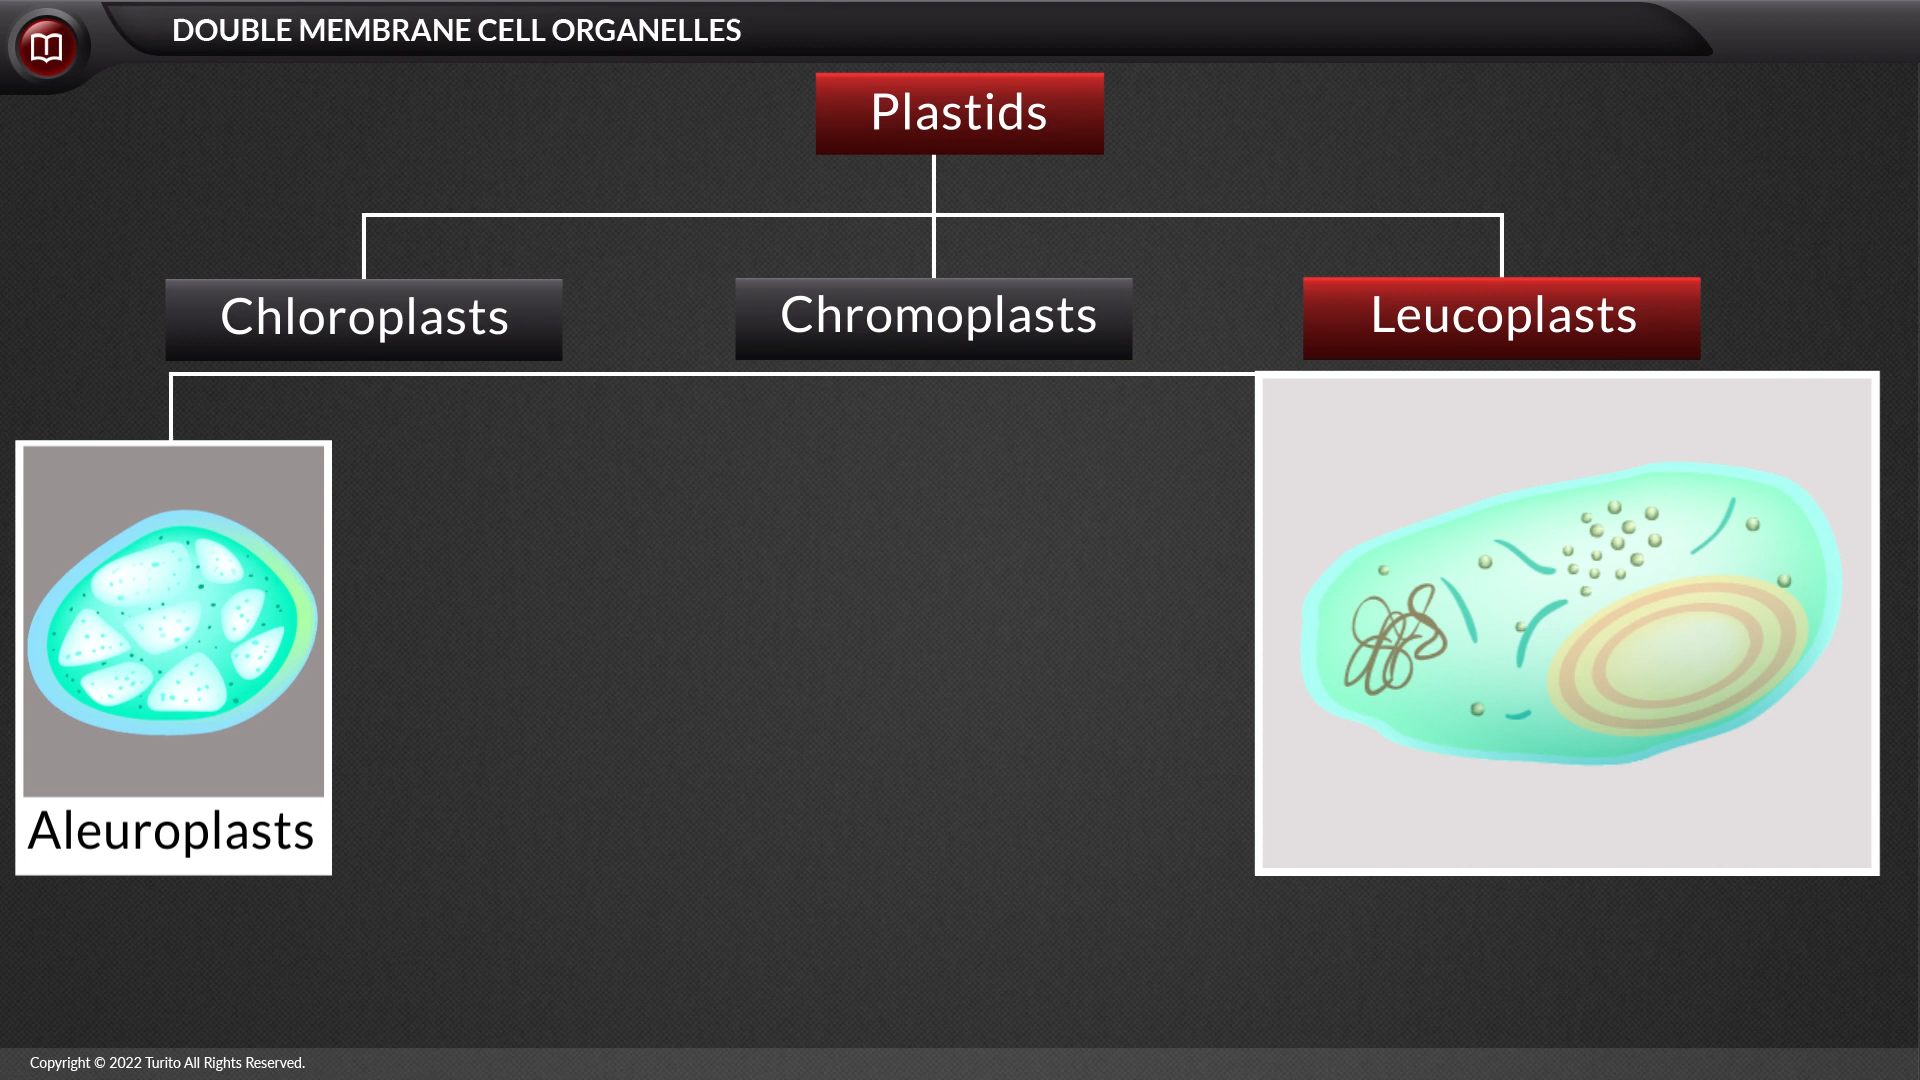 DOUBLE MEMBRANE CELL ORGANELLES
Plastids
Chloroplasts
Chromoplasts
Leucoplasts
Aleuroplasts
Copyright © 2022 Turito All Rights Reserved.